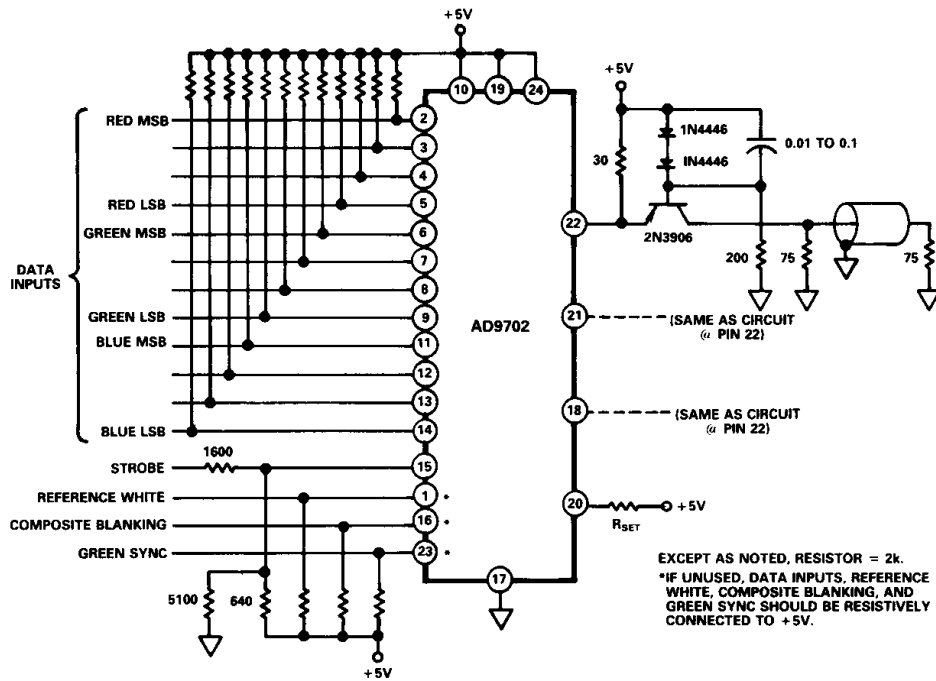 +5V
+5V
10
19
24
RED MSB
2
3
4
RED LSB
5
GREEN MSB
6
7
DATA
INPUTS
8
GREEN LSB
9
BLUE MSB
11
12
13
BLUE LSB
14
STROBE
1600
15
REFERENCE WHITE
1 *
COMPOSITE BLANKING
16 *
GREEN SYNC
23 *
5100
640
+5V
17
AD9702
30
1N4446
IN4446
0.01 TO 0.1
22
2N3906
200
75
75
21
(SAME AS CIRCUIT
@ PIN 22)
18
(SAME AS CIRCUIT
@ PIN 22)
20
RSET
+5V
EXCEPT AS NOTED, RESISTOR = 2k.
*IF UNUSED, DATA INPUTS, REFERENCE
WHITE, COMPOSITE BLANKING, AND
GREEN SYNC SHOULD BE RESISTIVELY
CONNECTED TO +5V.